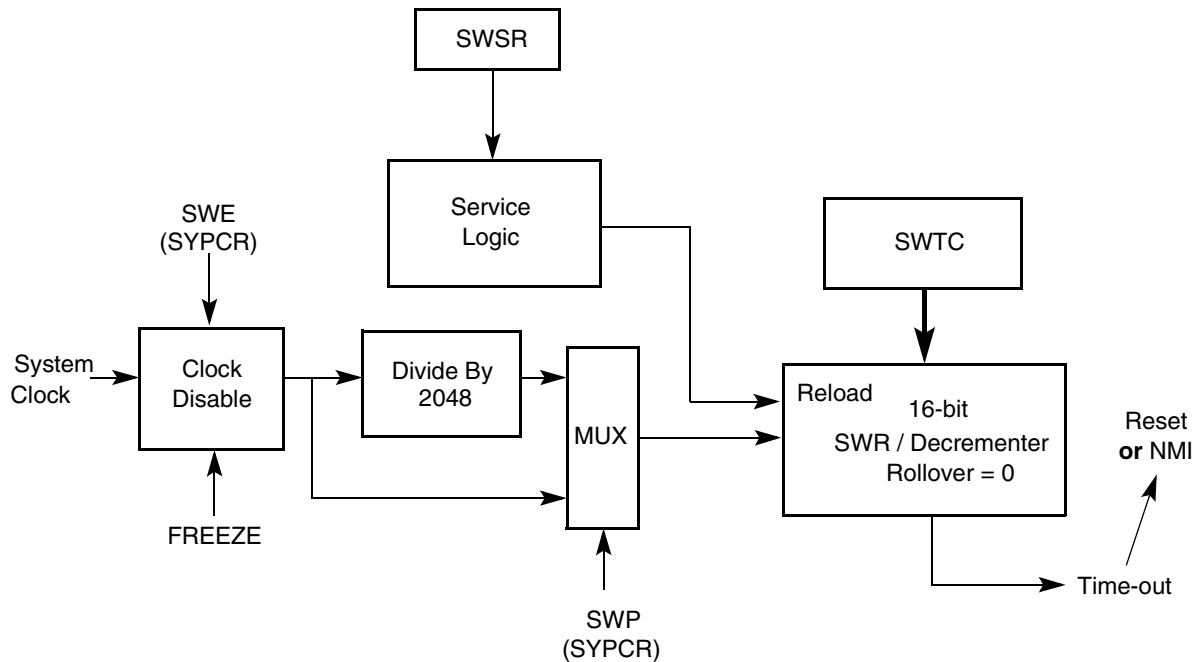 SWSR
Service
Logic
SWE
(SYPCR)
SWTC
System
Clock
Clock
Disable
Divide By
2048
MUX
Reload
16-bit
SWR / Decrementer
Rollover = 0
Reset
or NMI
FREEZE
Time-out
SWP
(SYPCR)